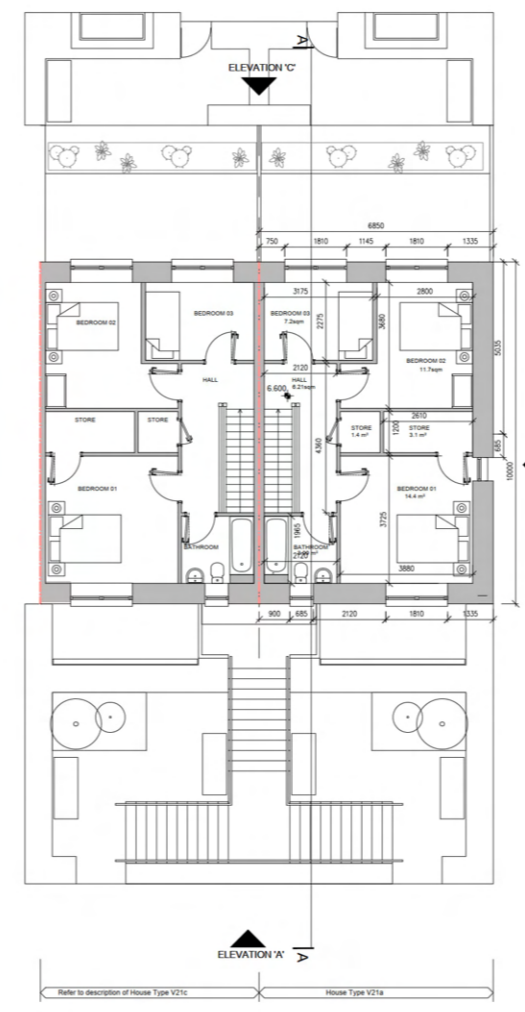 A
ELEVATION 'C'
6850
750
1810
1145
1810
1335
3175
2800
BEDROOM 02
BEDROOM 03
BEDROOM 03
7.2sqm
2275
3680
BEDROOM 02
11.7sqm
5035
2120
HALL
HALL
6.21sqm
6.600
2610
STORE
STORE
STORE
1.4 m²
1200
STORE
3.1 m²
4360
685
10000
BEDROOM 01
BEDROOM 01
14.4 m²
3725
1965
BATHROOM
BATHROOM
2120
3880
900
685
2120
1810
1335
ELEVATION 'A'
A
Refer to description of House Type V21c
House Type V21a